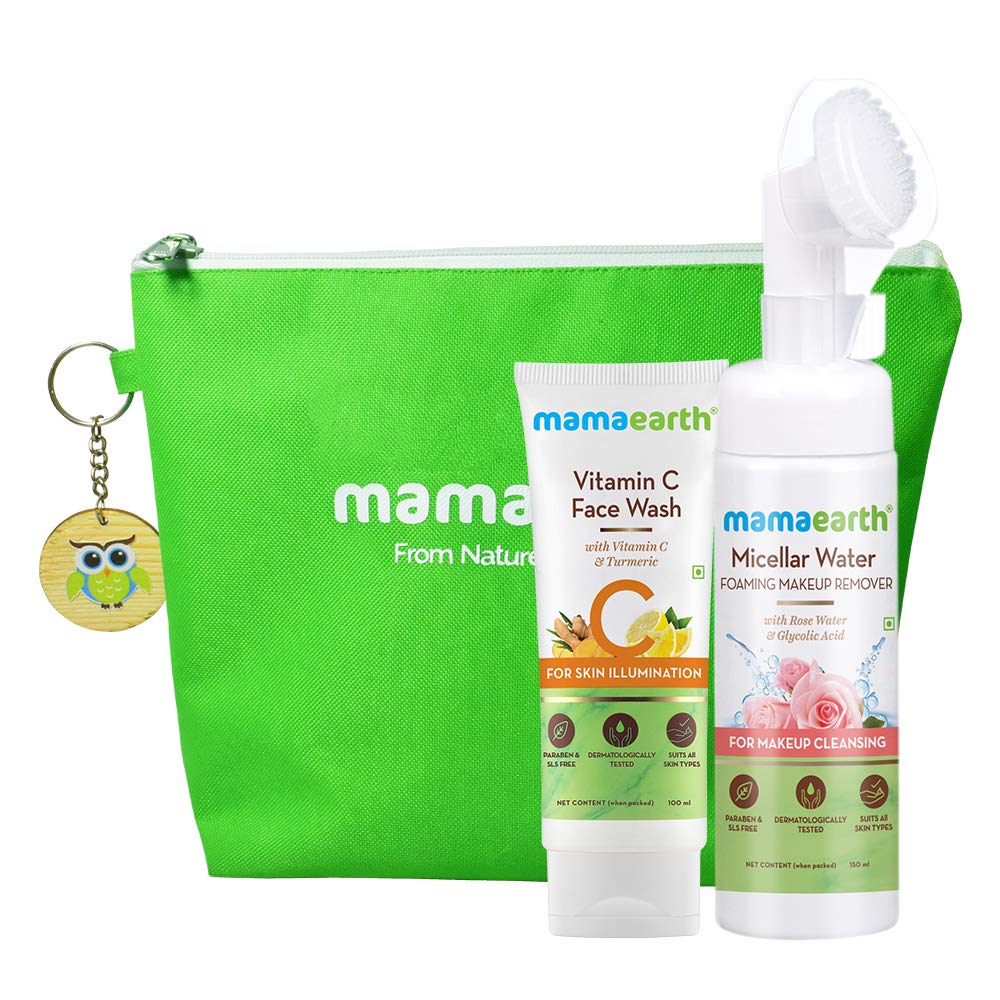 mama
From Nature
mamaearth®
Vitamin C
Face Wash
with Vitamin C
& Turmeric
C
FOR SKIN ILLUMINATION
PARABEN &
SLS FREE
DERMATOLOGICALLY
TESTED
SUITS All
SKIN TYPES
NET CONTENT (when packed) 100 ml
mamaearth®
Micellar Water
FOAMING MAKEUP REMOVER
with Rose Water
& Glycolic Acid
FOR MAKEUP CLEANSING
PARABEN &
SLS FREE
DERMATOLOGICALLY
TESTED
SUITS All
SKIN TYPES
NET CONTENT (when packed) 150 ml